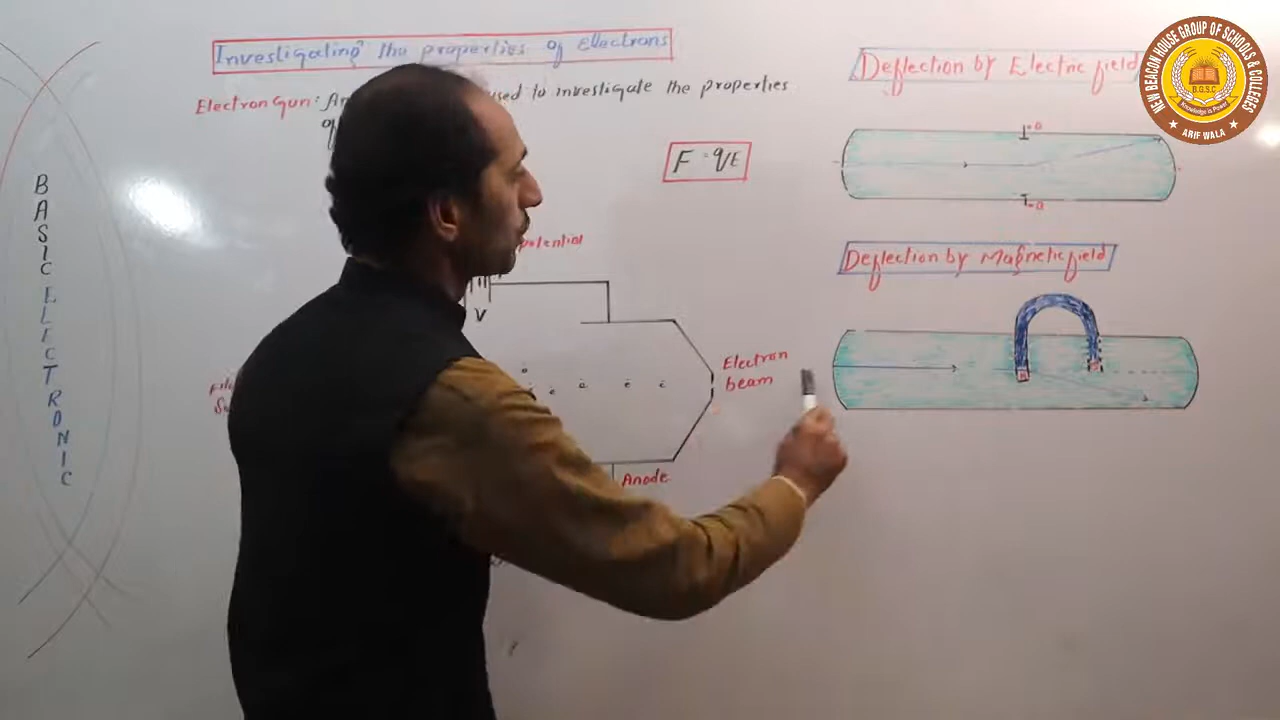 Investigating the properties of Electrons
Electron Gun: An used to investigate the properties
of
F = qE
potential
V
Electron
beam
Anode
BASIC ELECTRONIC
Deflection by Electric field
Deflection by Magnetic field
NEW BEACON HOUSE GROUP OF SCHOOLS & COLLEGES
B.G.S.C
Knowledge is Power
ARIF WALA